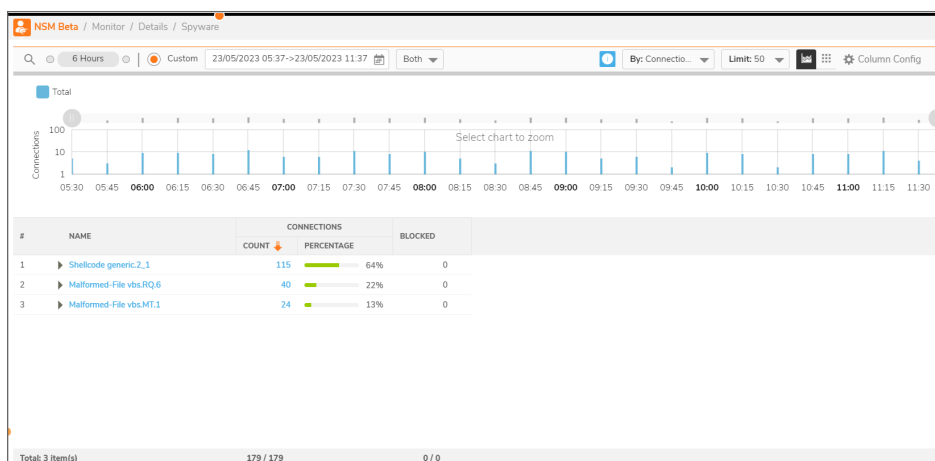 NSM Beta / Monitor / Details / Spyware
6 Hours Custom 23/05/2023 05:37->23/05/2023 11:37 Both By: Connectio... Limit: 50 Column Config
Total
Connections
100
10
1
Select chart to zoom
05:30 05:45 06:00 06:15 06:30 06:45 07:00 07:15 07:30 07:45 08:00 08:15 08:30 08:45 09:00 09:15 09:30 09:45 10:00 10:15 10:30 10:45 11:00 11:15 11:30
# NAME CONNECTIONS BLOCKED
COUNT PERCENTAGE
1 Shellcode generic.2_1 115 64% 0
2 Malformed-File vbs.RQ.6 40 22% 0
3 Malformed-File vbs.MT.1 24 13% 0
Total: 3 item(s) 179 / 179 0 / 0